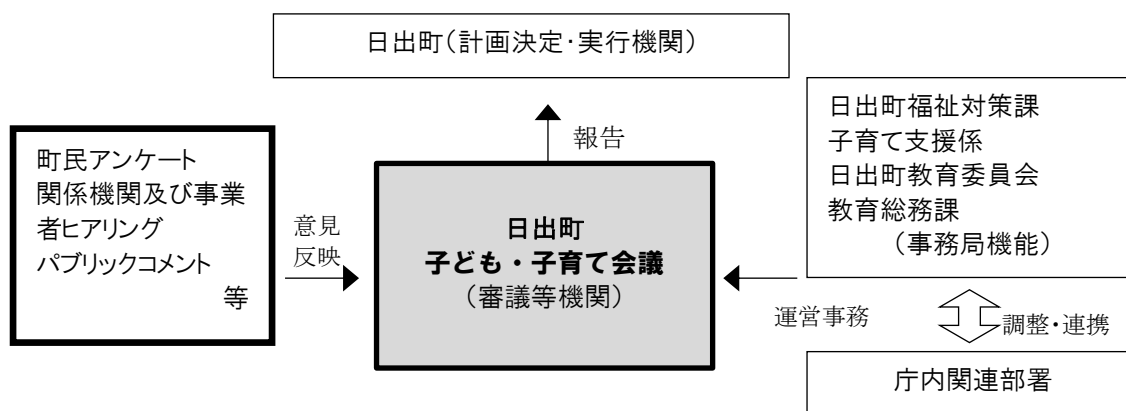 日出町（計画決定・実行機関）
報告
町民アンケート
関係機関及び事業
者ヒアリング
パブリックコメント
等
意見
反映
日出町
子ども・子育て会議
（審議等機関）
日出町福祉対策課
子育て支援係
日出町教育委員会
教育総務課
（事務局機能）
運営事務
調整・連携
庁内関連部署